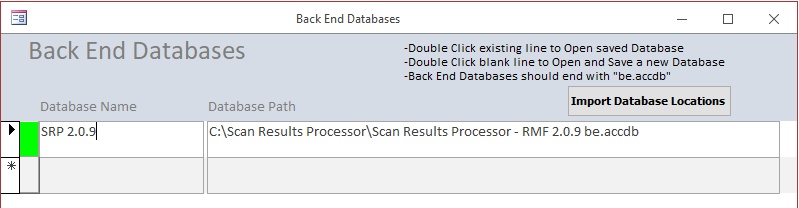 Back End Databases
Back End Databases
-Double Click existing line to Open saved Database
-Double Click blank line to Open and Save a new Database
-Back End Databases should end with "be.accdb"
Import Database Locations
Database Name
Database Path
SRP 2.0.9
C:\Scan Results Processor\Scan Results Processor - RMF 2.0.9 be.accdb